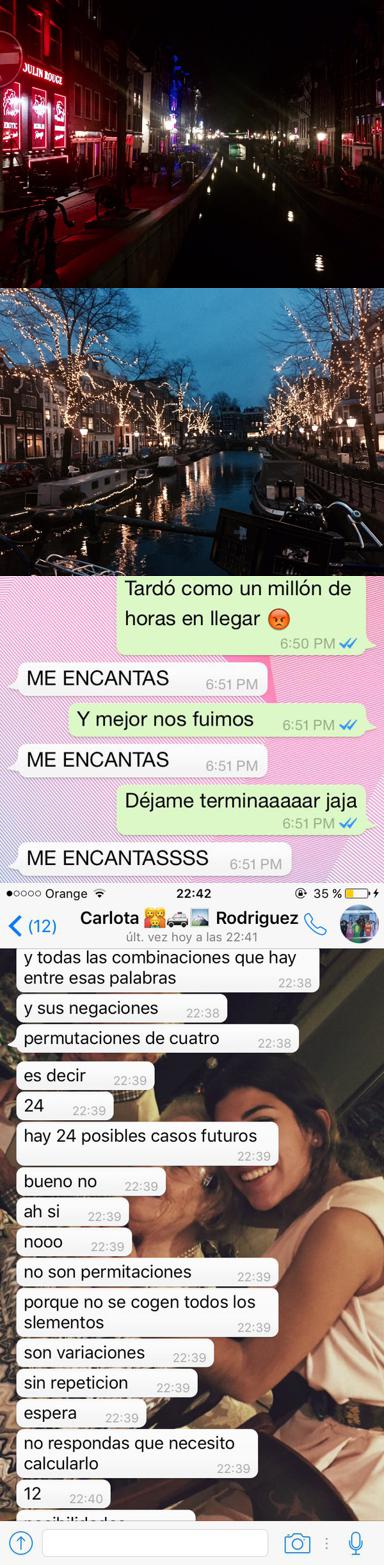 OULIN ROUGE
Tardó como un millón de
horas en llegar 😡
6:50 PM
ME ENCANTAS 6:51 PM
Y mejor nos fuimos 6:51 PM
ME ENCANTAS 6:51 PM
Déjame terminaaaaar jaja
6:51 PM
ME ENCANTASSSS 6:51 PM
Orange 22:42 35 %
(12) Carlota 👨‍👩‍👧‍👦🚓🏞 Rodriguez
últ. vez hoy a las 22:41
y todas las combinaciones que hay
entre esas palabras 22:38
y sus negaciones 22:38
permutaciones de cuatro 22:38
es decir 22:39
24 22:39
hay 24 posibles casos futuros
22:39
bueno no 22:39
ah si 22:39
nooo 22:39
no son permitaciones 22:39
porque no se cogen todos los
slementos 22:39
son variaciones 22:39
sin repeticion 22:39
espera 22:39
no respondas que necesito
calcularlo 22:39
12 22:40